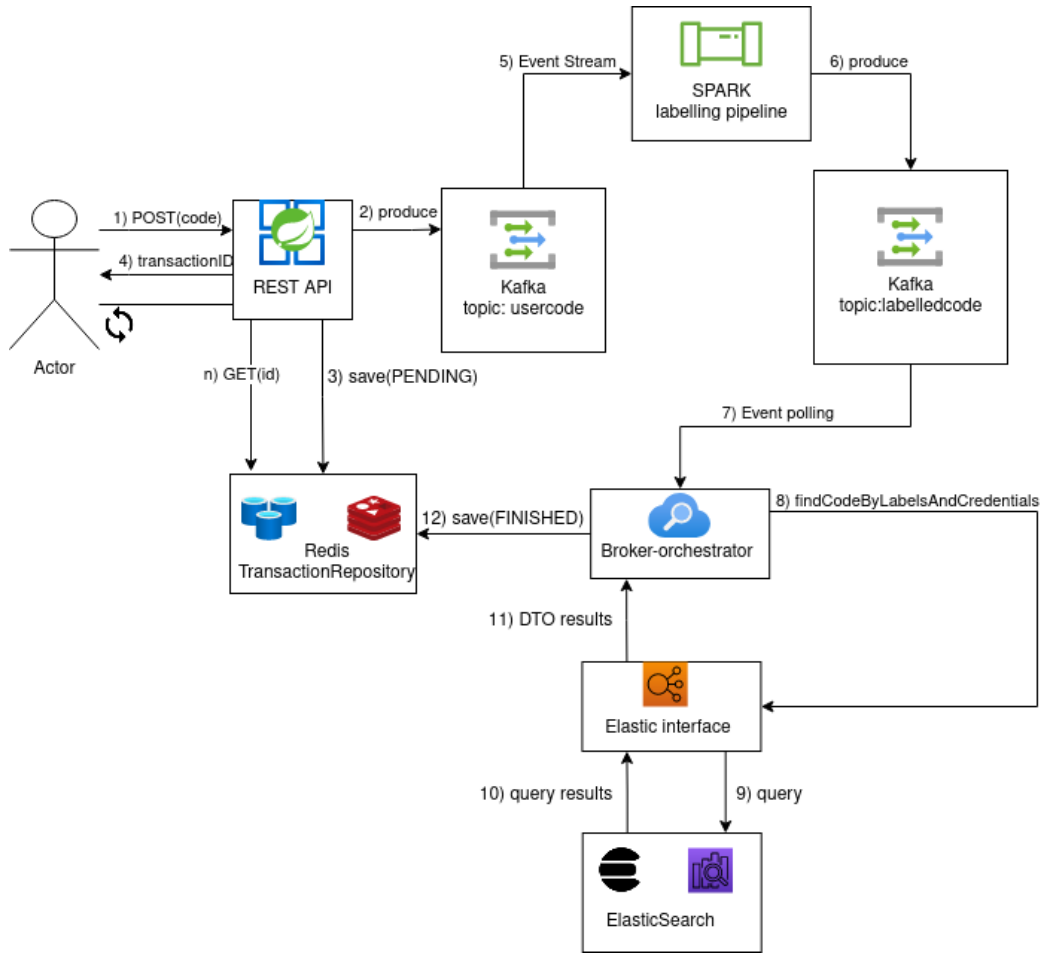 5) Event Stream
6) produce
SPARK
labelling pipeline
1) POST(code)
2) produce
4) transactionID
REST API
Kafka
topic: usercode
Kafka
topic:labelledcode
Actor
n) GET(id)
3) save(PENDING)
7) Event polling
8) findCodeByLabelsAndCredentials
12) save(FINISHED)
Redis
TransactionRepository
Broker-orchestrator
11) DTO results
Elastic interface
10) query results
9) query
ElasticSearch